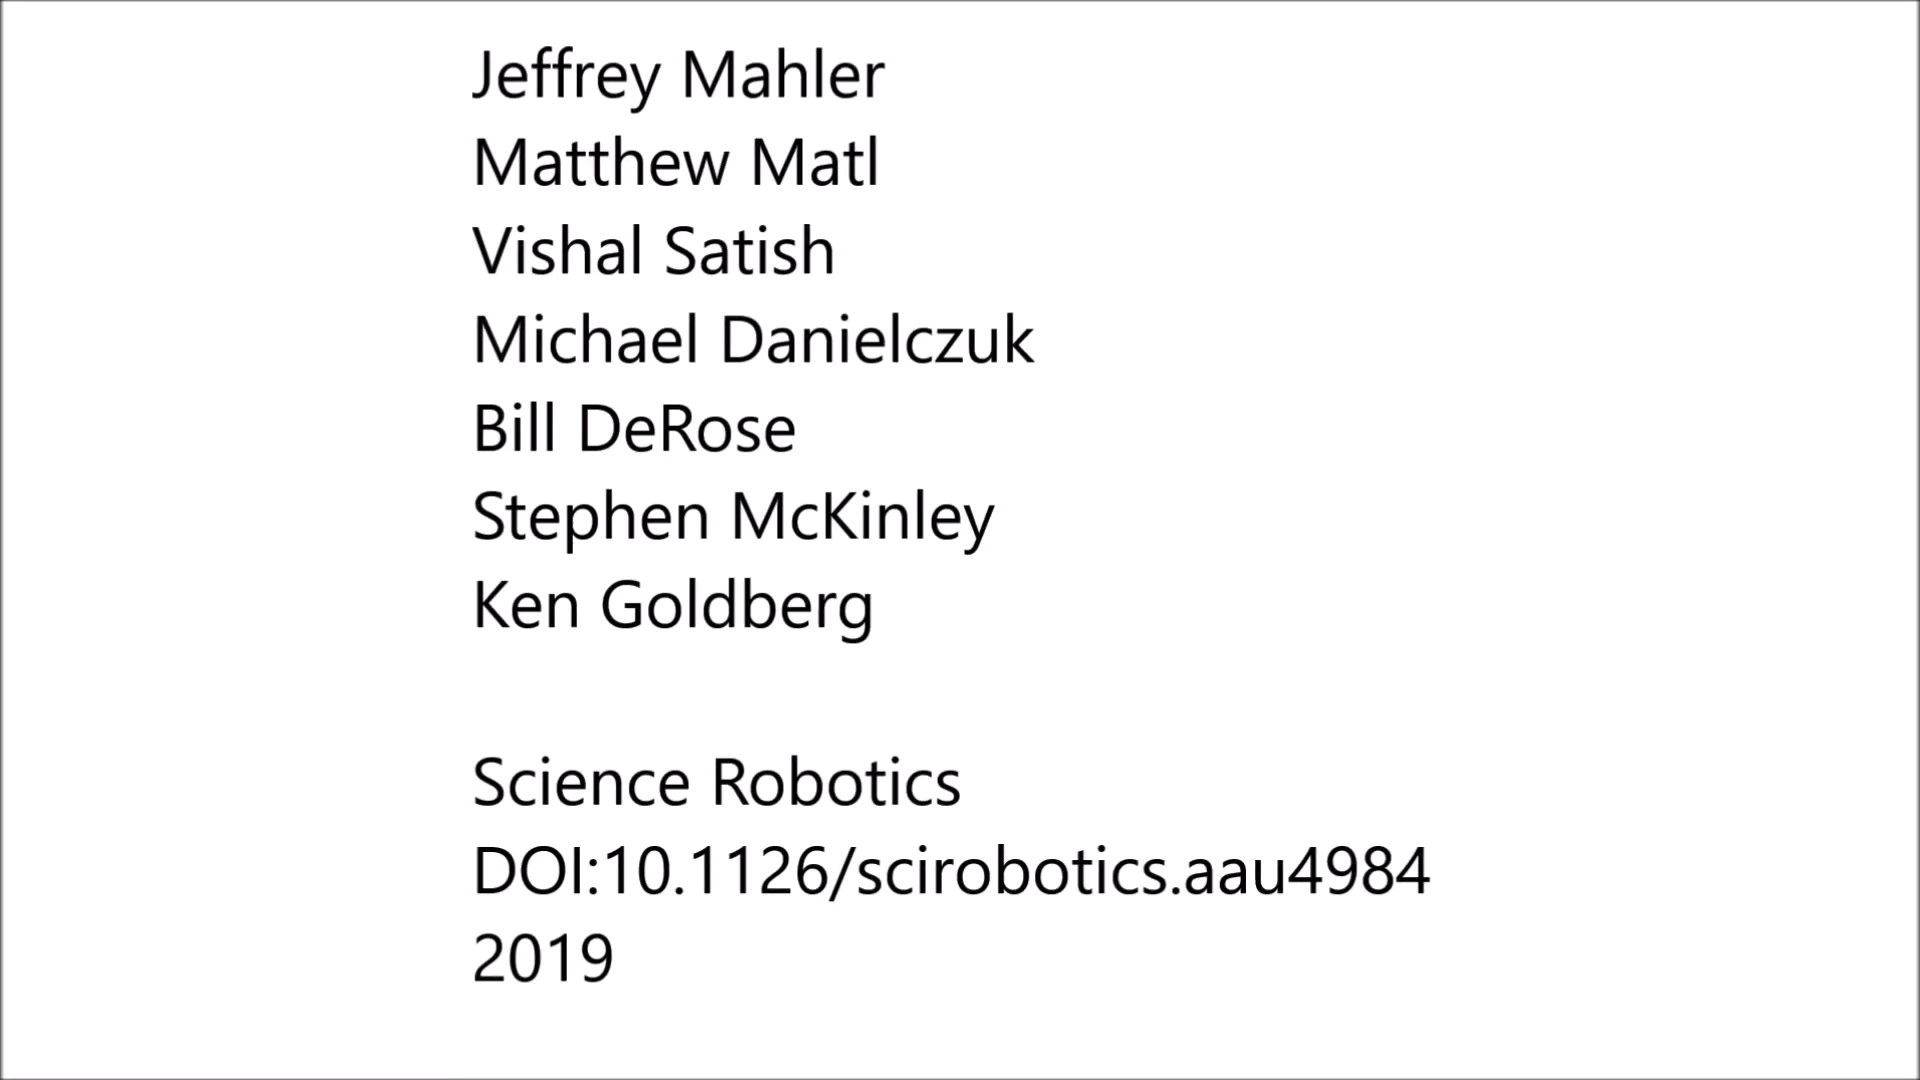 Jeffrey Mahler
Matthew Matl
Vishal Satish
Michael Danielczuk
Bill DeRose
Stephen McKinley
Ken Goldberg
Science Robotics
DOI:10.1126/scirobotics.aau4984
2019